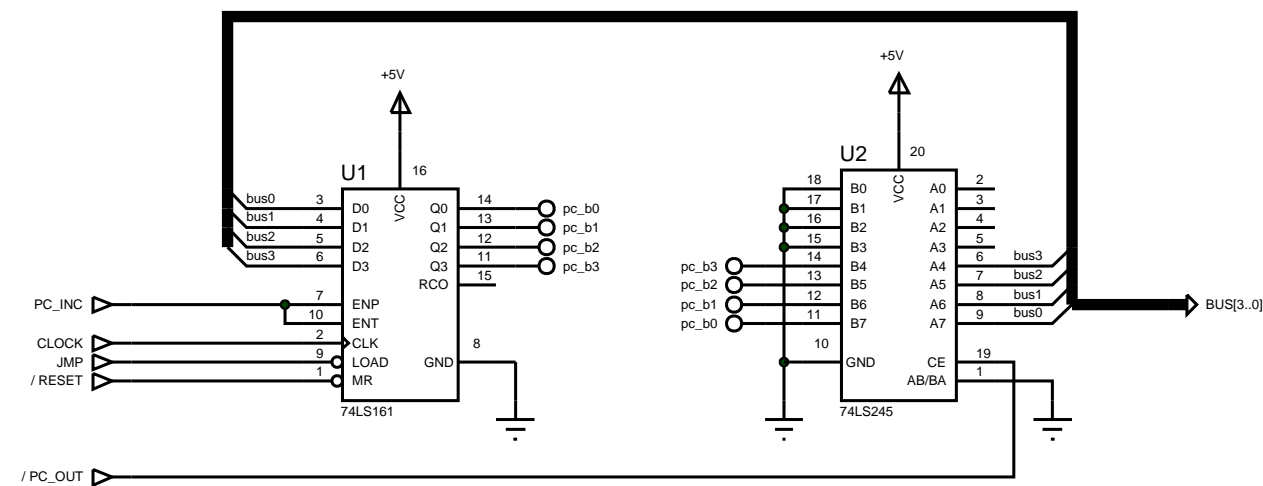 +5V
+5V
U1
16
VCC
bus0 3 D0 Q0 14 pc_b0
bus1 4 D1 Q1 13 pc_b1
bus2 5 D2 Q2 12 pc_b2
bus3 6 D3 Q3 11 pc_b3
RCO 15
PC_INC 7 ENP
10 ENT
CLOCK 2 CLK
JMP 9 LOAD GND 8
/ RESET 1 MR
74LS161
U2
20
VCC
18 B0 A0 2
17 B1 A1 3
16 B2 A2 4
15 B3 A3 5
pc_b3 14 B4 A4 6 bus3
pc_b2 13 B5 A5 7 bus2
pc_b1 12 B6 A6 8 bus1
pc_b0 11 B7 A7 9 bus0
BUS[3..0]
10 GND CE 19
AB/BA 1
74LS245
/ PC_OUT